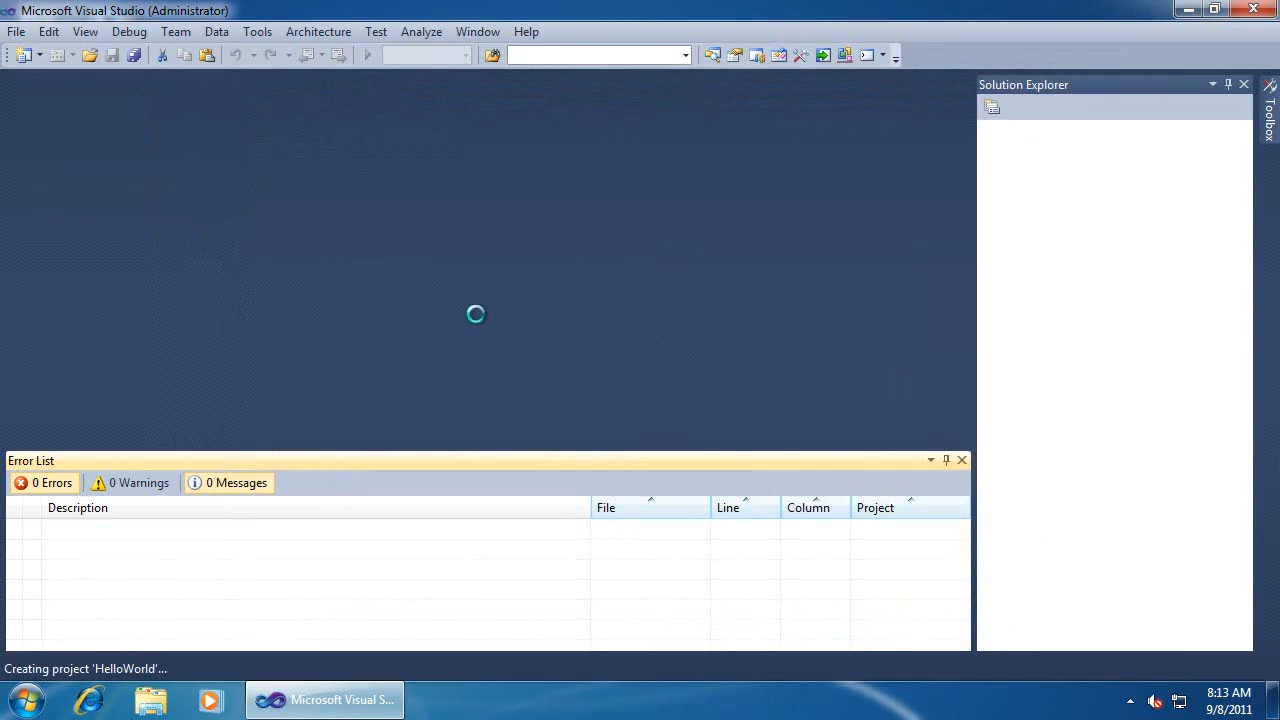 Microsoft Visual Studio (Administrator)
File Edit View Debug Team Data Tools Architecture Test Analyze Window Help
Solution Explorer
Toolbox
Error List
0 Errors 0 Warnings 0 Messages
Description File Line Column Project
Creating project 'HelloWorld'...
Microsoft Visual S...
8:13 AM
9/8/2011